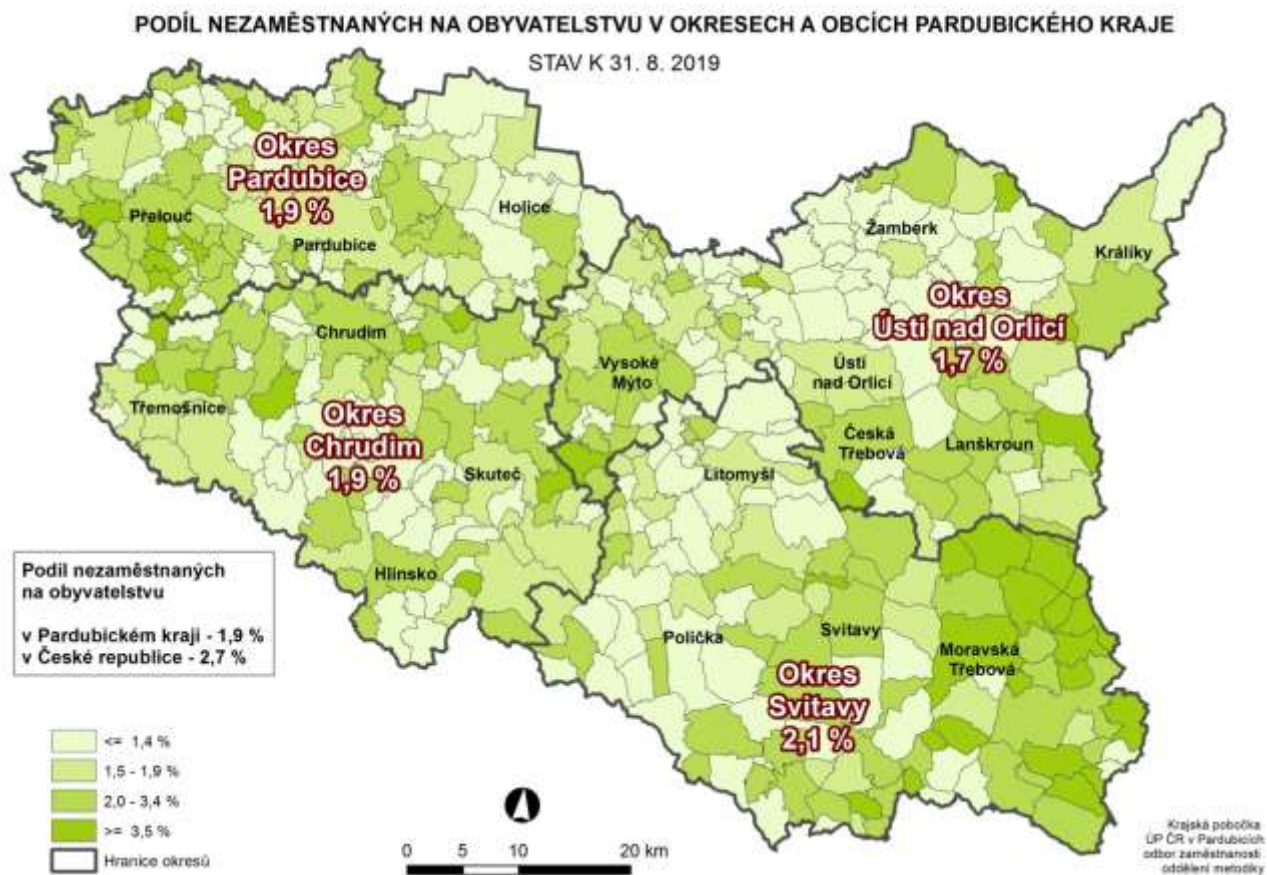 PODÍL NEZAMĚSTNANÝCH NA OBYVATELSTVU V OKRESECH A OBCÍCH PARDUBICKÉHO KRAJE
STAV K 31. 8. 2019
Okres
Pardubice
1,9 %
Přelouč
Pardubice
Holice
Žamberk
Králíky
Okres
Ústí nad Orlicí
1,7 %
Chrudim
Vysoké
Mýto
Ústí
nad Orlicí
Třemošnice
Okres
Chrudim
1,9 %
Skuteč
Česká
Třebová
Lanškroun
Litomyšl
Hlinsko
Polička
Svitavy
Moravská
Třebová
Okres
Svitavy
2,1 %
Podíl nezaměstnaných
na obyvatelstvu
v Pardubickém kraji - 1,9 %
v České republice - 2,7 %
<= 1,4 %
1,5 - 1,9 %
2,0 - 3,4 %
>= 3,5 %
Hranice okresů
0 5 10 20 km
Krajská pobočka
ÚP ČR v Pardubicích
odbor zaměstnanosti
oddělení metodiky